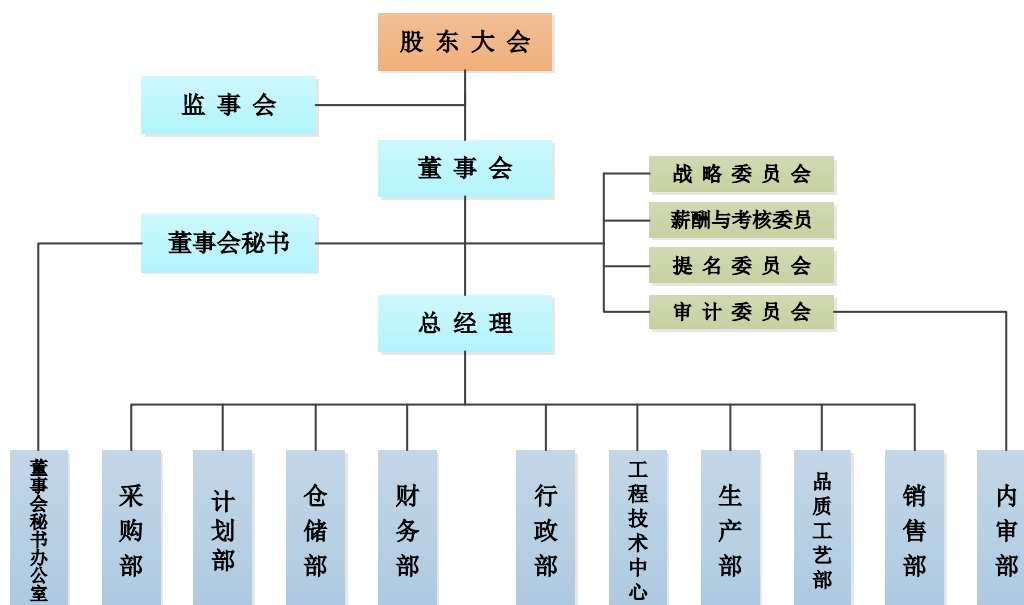 股东大会
监事会
董事会
战略委员会
薪酬与考核委员
董事会秘书
提名委员会
审计委员会
总经理
董事会秘书办公室
采购部
计划部
仓储部
财务部
行政部
工程技术中心
生产部
品质工艺部
销售部
内审部